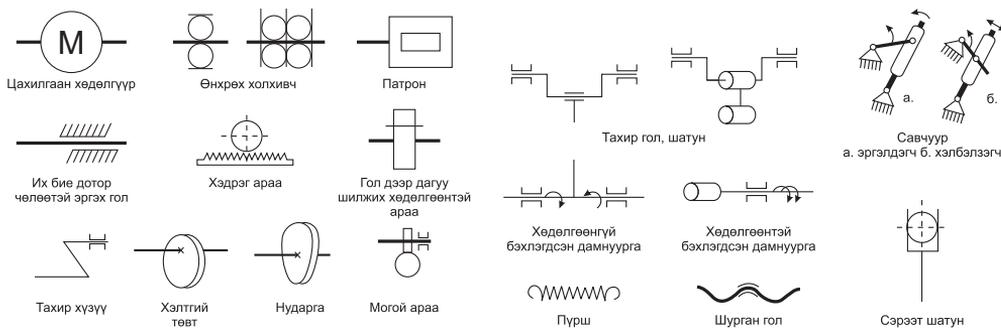 М
Цахилгаан хөдөлгүүр
Өнхрөх холхивч
Патрон
Их бие дотор
чөлөөтэй эргэх гол
Хэдрэг араа
Гол дээр дагуу
шилжих хөдөлгөөнтэй
араа
Тахир хүзүү
Хэлтгий
төвт
Нударга
Могой араа
Тахир гол, шатун
а.
б.
Савчуур
а. эргэлдэгч б. хэлбэлзэгч
Хөдөлгөөнгүй
бэхлэгдсэн дамнуурга
Хөдөлгөөнтэй
бэхлэгдсэн дамнуурга
Пүрш
Шурган гол
Сэрээт шатун